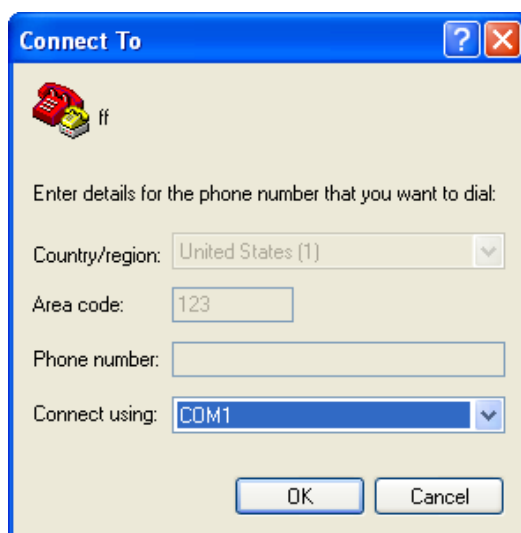 Connect To
ff
Enter details for the phone number that you want to dial:
Country/region: United States (1)
Area code: 123
Phone number:
Connect using: COM1
OK Cancel